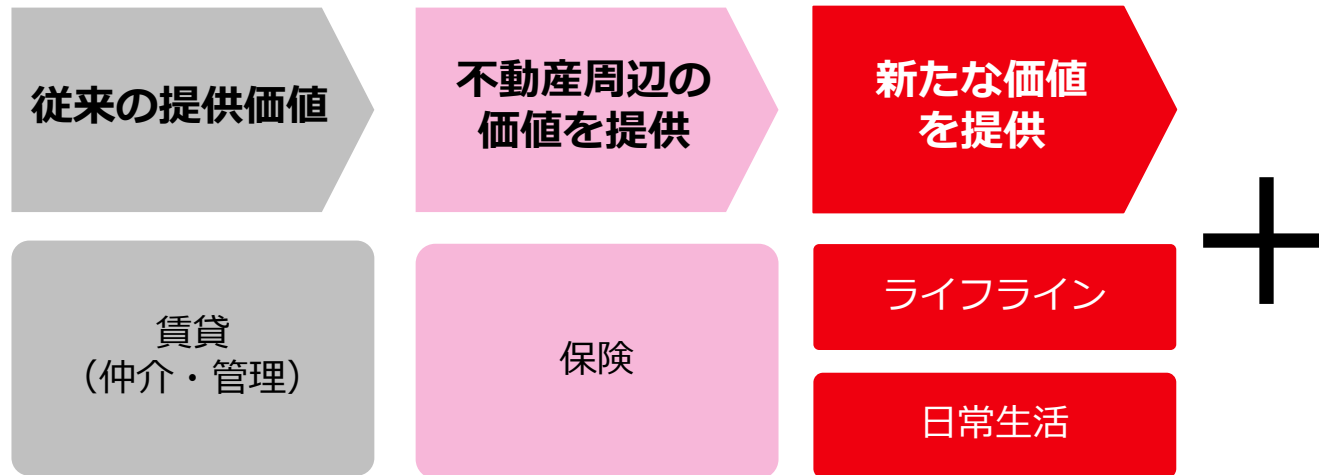 従来の提供価値
不動産周辺の
価値を提供
新たな価値
を提供
賃貸
（仲介・管理）
保険
ライフライン
日常生活
＋